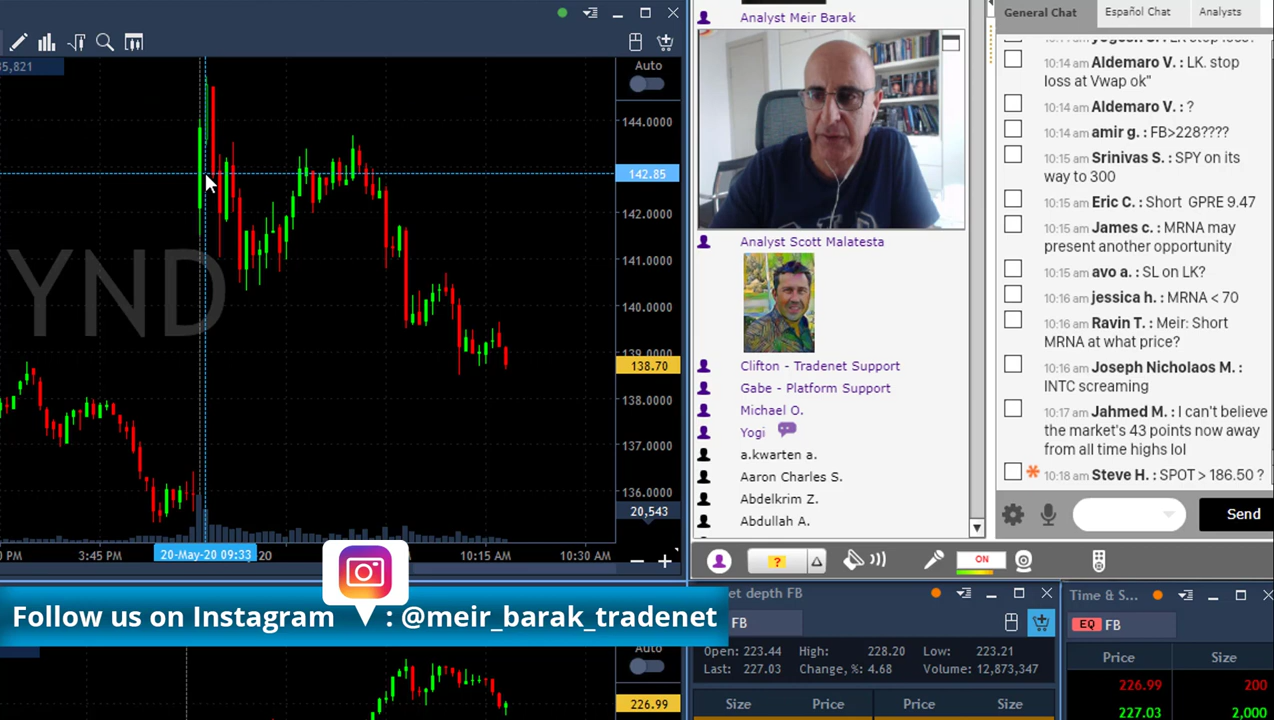 35,821
Auto
144.0000
142.85
142.0000
141.0000
140.0000
139.0000
138.70
138.0000
137.0000
136.0000
20,543
YND
PM
3:45 PM
20-May-20 09:33
20
10:15 AM
10:30 AM
Follow us on Instagram : @meir_barak_tradenet
Auto
226.99
Analyst Meir Barak
Analyst Scott Malatesta
Clifton - Tradenet Support
Gabe - Platform Support
Michael O.
Yogi
a.kwarten a.
Aaron Charles S.
Abdelkrim Z.
Abdullah A.
?
ON
General Chat
Español Chat
Analysts
10:14 am Aldemaro V. : LK. stop
loss at Vwap ok"
10:14 am Aldemaro V. : ?
10:14 am amir g. : FB>228????
10:15 am Srinivas S. : SPY on its
way to 300
10:15 am Eric C. : Short GPRE 9.47
10:15 am James c. : MRNA may
present another opportunity
10:15 am avo a. : SL on LK?
10:16 am jessica h. : MRNA < 70
10:16 am Ravin T. : Meir: Short
MRNA at what price?
10:16 am Joseph Nicholaos M. :
INTC screaming
10:17 am Jahmed M. : I can't believe
the market's 43 points now away
from all time highs lol
10:18 am Steve H. : SPOT > 186.50 ?
Send
et depth FB
FB
Open: 223.44 High: 228.20 Low: 223.21
Last: 227.03 Change, %: 4.68 Volume: 12,873,347
Size Price Price Size
Time & S...
EQ FB
Price Size
226.99 200
227.03 2,000